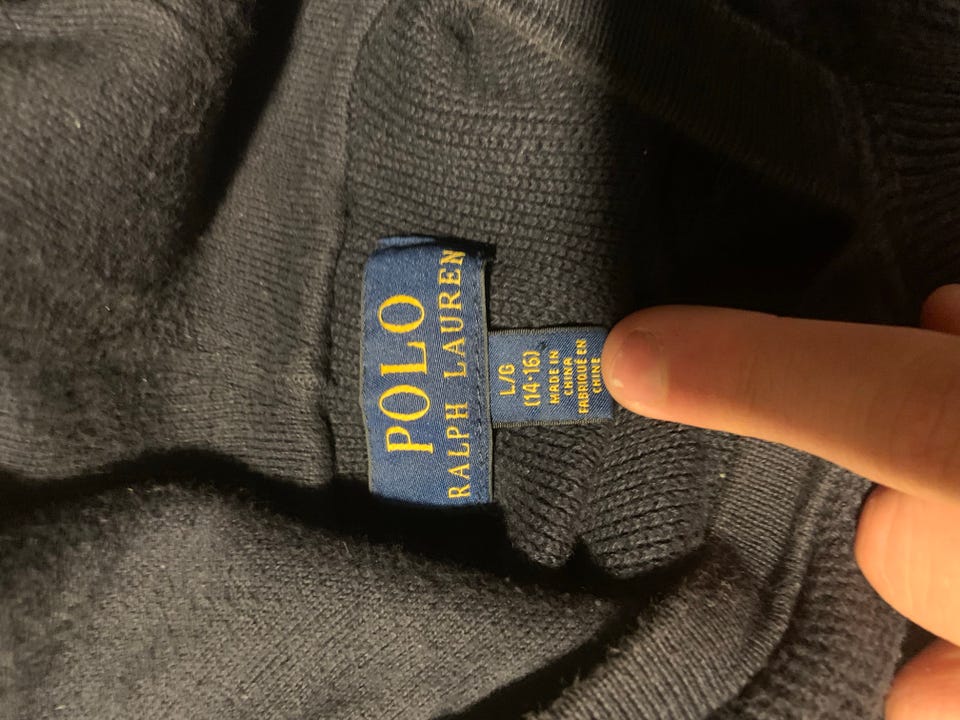 POLO
RALPH LAUREN
L/G
(14-16)
MADE IN
CHINA
FABRIQUÉ EN
CHINE